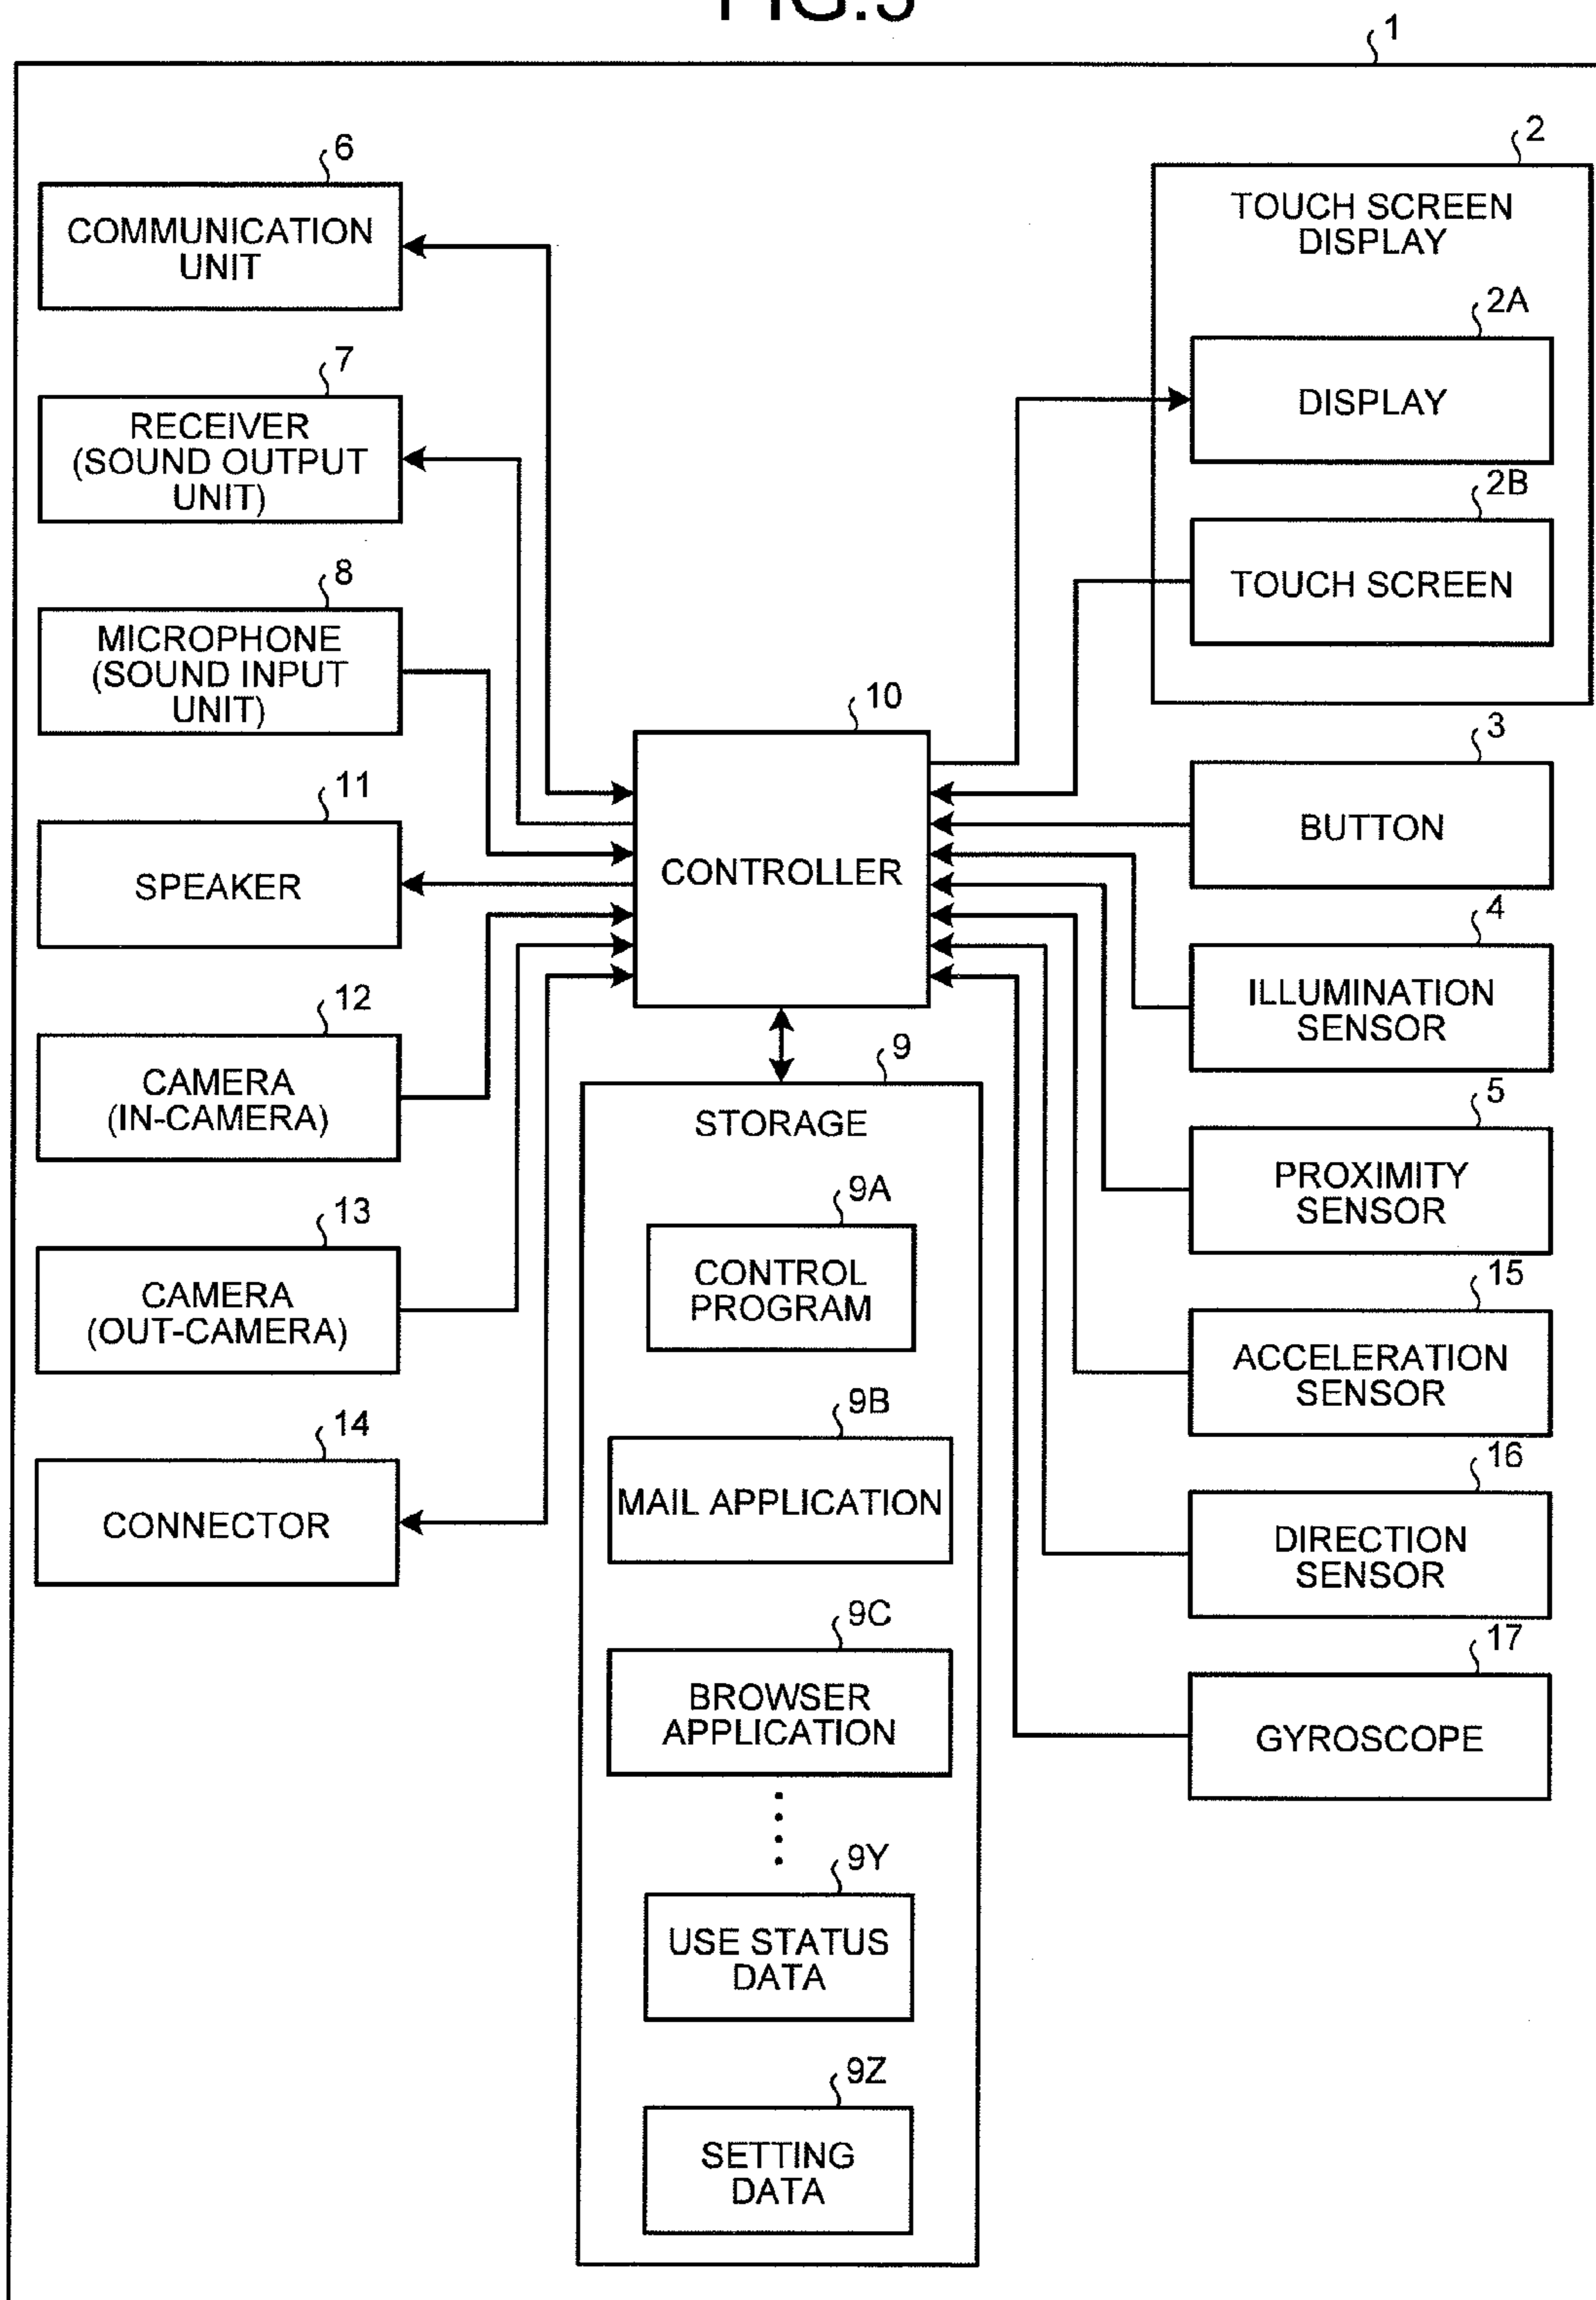 FIG.5
1
6
COMMUNICATION
UNIT
7
RECEIVER
(SOUND OUTPUT
UNIT)
8
MICROPHONE
(SOUND INPUT
UNIT)
11
SPEAKER
12
CAMERA
(IN-CAMERA)
13
CAMERA
(OUT-CAMERA)
14
CONNECTOR
10
CONTROLLER
9
STORAGE
9A
CONTROL
PROGRAM
9B
MAIL APPLICATION
9C
BROWSER
APPLICATION
9Y
USE STATUS
DATA
9Z
SETTING
DATA
2
TOUCH SCREEN
DISPLAY
2A
DISPLAY
2B
TOUCH SCREEN
3
BUTTON
4
ILLUMINATION
SENSOR
5
PROXIMITY
SENSOR
15
ACCELERATION
SENSOR
16
DIRECTION
SENSOR
17
GYROSCOPE